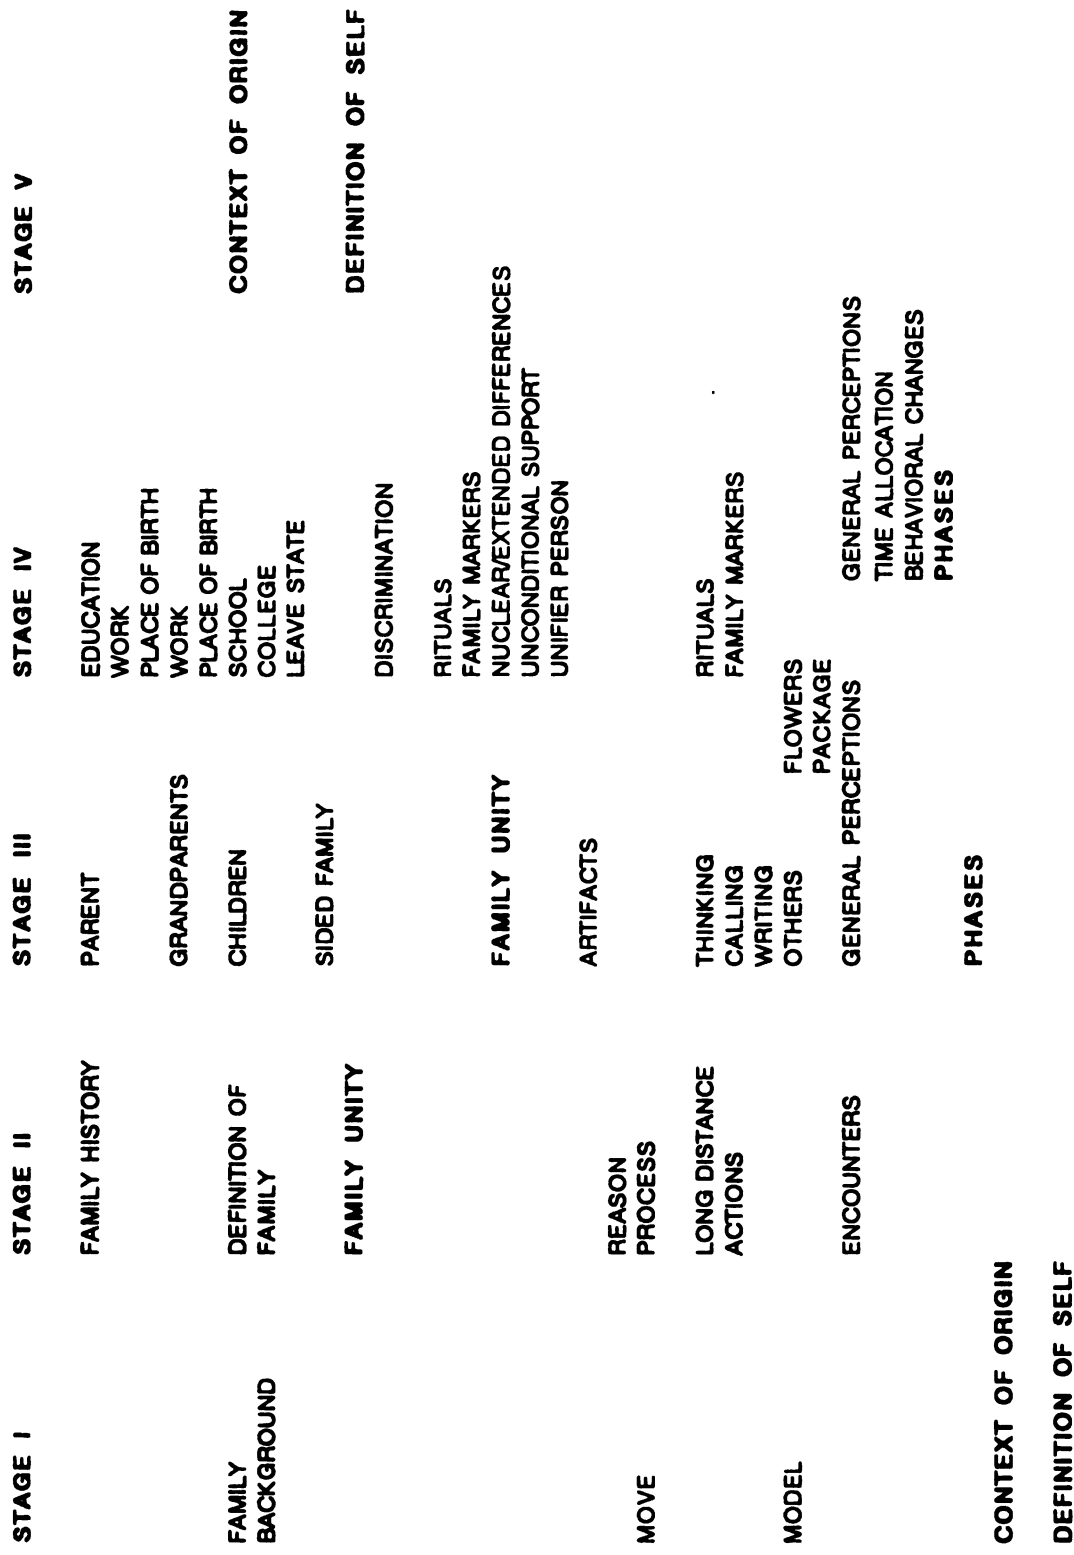 STAGE I STAGE II STAGE III STAGE IV STAGE V
FAMILY HISTORY PARENT EDUCATION
WORK
PLACE OF BIRTH
GRANDPARENTS WORK
PLACE OF BIRTH
FAMILY DEFINITION OF CHILDREN SCHOOL CONTEXT OF ORIGIN
BACKGROUND FAMILY COLLEGE
LEAVE STATE
SIDED FAMILY
FAMILY UNITY DEFINITION OF SELF
DISCRIMINATION
RITUALS
FAMILY MARKERS
FAMILY UNITY NUCLEAR/EXTENDED DIFFERENCES
UNCONDITIONAL SUPPORT
UNIFIER PERSON
ARTIFACTS
REASON
MOVE PROCESS
LONG DISTANCE THINKING RITUALS
ACTIONS CALLING FAMILY MARKERS
WRITING
MODEL OTHERS FLOWERS
PACKAGE
ENCOUNTERS GENERAL PERCEPTIONS GENERAL PERCEPTIONS
TIME ALLOCATION
BEHAVIORAL CHANGES
PHASES
PHASES
CONTEXT OF ORIGIN
DEFINITION OF SELF